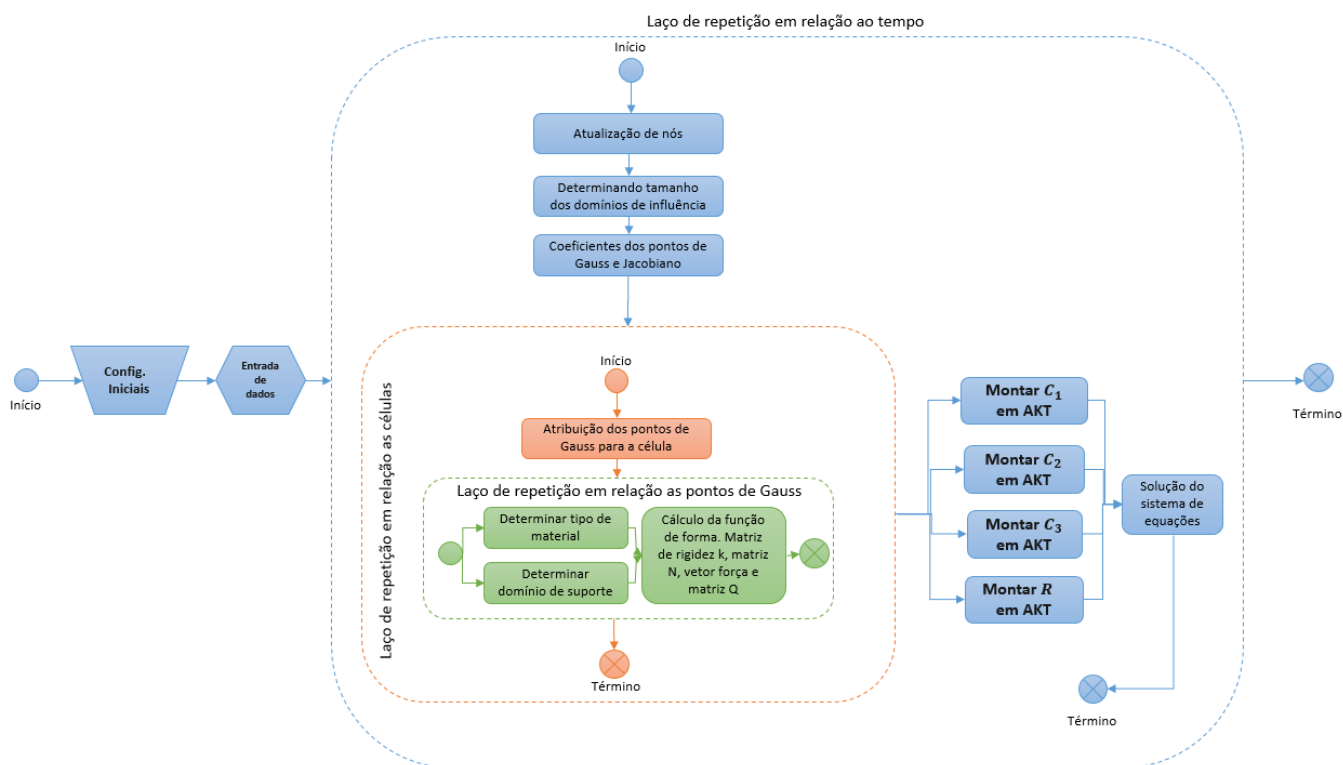 Laço de repetição em relação ao tempo
Início
Atualização de nós
Determinando tamanho
dos domínios de influência
Coeficientes dos pontos de
Gauss e Jacobiano
Início
Config.
Iniciais
Entrada
de
dados
Laço de repetição em relação as células
Início
Atribuição dos pontos de
Gauss para a célula
Laço de repetição em relação as pontos de Gauss
Determinar tipo de
material
Determinar
domínio de suporte
Cálculo da função
de forma. Matriz
de rigidez k, matriz
N, vetor força e
matriz Q
Término
Montar C₁
em AKT
Montar C₂
em AKT
Montar C₃
em AKT
Montar R
em AKT
Solução do
sistema de
equações
Término
Término